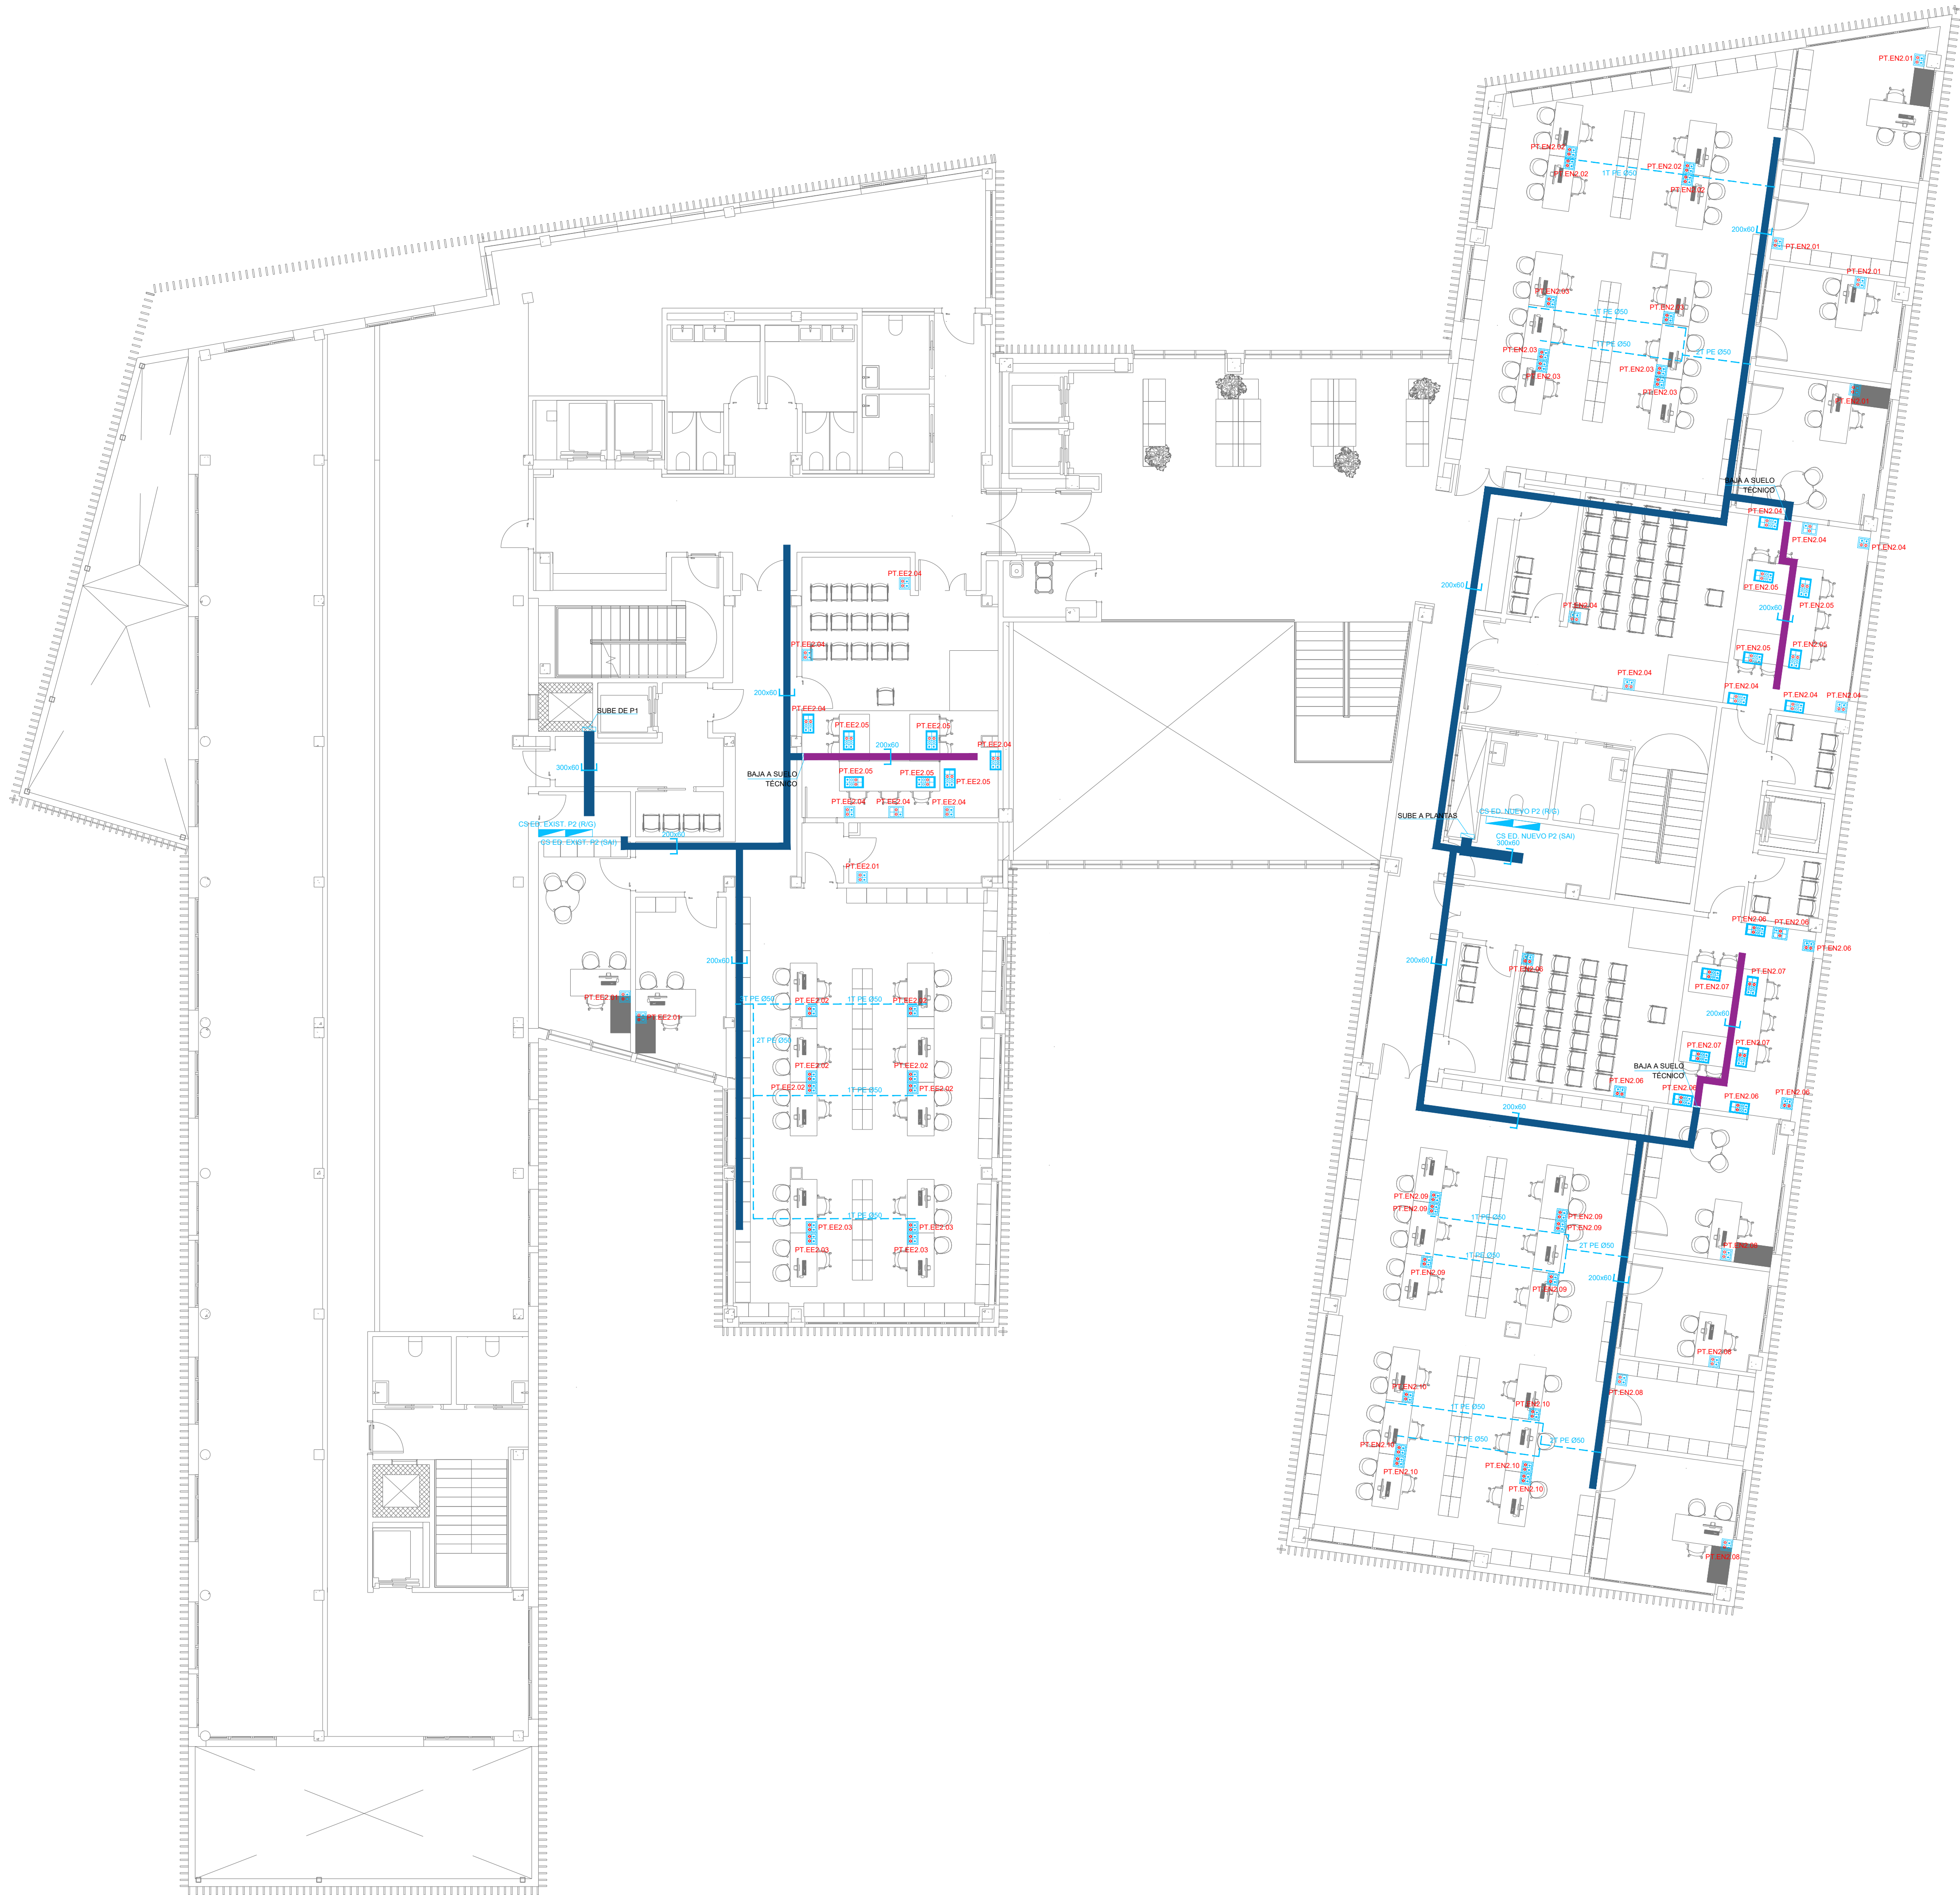 SUBE DE P1
300x60
CS ED. EXIST. P2 (R/G)
CS ED. EXIST. P2 (SAI)
200x60
200x60
PT.EE2.04
PT.EE2.04
PT.EE2.04
PT.EE2.05
PT.EE2.05
200x60
PT.EE2.04
BAJA A SUELO
TÉCNICO
PT.EE2.05
PT.EE2.05
PT.EE2.05
PT.EE2.04
PT.EE2.04
PT.EE2.04
PT.EE2.01
200x60
PT.EE2.01
PT.EE2.01
1T PE Ø50
PT.EE2.02
PT.EE2.02
2T PE Ø50
PT.EE2.02
PT.EE2.02
PT.EE2.02
PT.EE2.02
1T PE Ø50
1T PE Ø50
PT.EE2.03
PT.EE2.03
PT.EE2.03
PT.EE2.03
PT.EN2.01
PT.EN2.02
PT.EN2.02
PT.EN2.02
PT.EN2.02
1T PE Ø50
200x60
PT.EN2.01
PT.EN2.01
PT.EN2.03
PT.EN2.03
1T PE Ø50
1T PE Ø50
2T PE Ø50
PT.EN2.03
PT.EN2.03
PT.EN2.03
PT.EN2.03
PT.EN2.01
BAJA A SUELO
TÉCNICO
PT.EN2.04
PT.EN2.04
PT.EN2.04
200x60
PT.EN2.05
PT.EN2.05
PT.EN2.04
200x60
PT.EN2.05
PT.EN2.05
PT.EN2.04
PT.EN2.04
PT.EN2.04
PT.EN2.04
SUBE A PLANTAS
CS ED. NUEVO P2 (R/G)
CS ED. NUEVO P2 (SAI)
300x60
200x60
PT.EN2.06
PT.EN2.06
PT.EN2.06
PT.EN2.06
PT.EN2.07
PT.EN2.07
200x60
PT.EN2.07
PT.EN2.07
BAJA A SUELO
TÉCNICO
PT.EN2.06
PT.EN2.06
PT.EN2.06
PT.EN2.06
200x60
PT.EN2.09
PT.EN2.09
PT.EN2.09
PT.EN2.09
1T PE Ø50
1T PE Ø50
2T PE Ø50
PT.EN2.09
PT.EN2.09
200x60
PT.EN2.08
PT.EN2.08
PT.EN2.10
PT.EN2.10
1T PE Ø50
1T PE Ø50
2T PE Ø50
PT.EN2.10
PT.EN2.10
PT.EN2.10
PT.EN2.10
PT.EN2.08